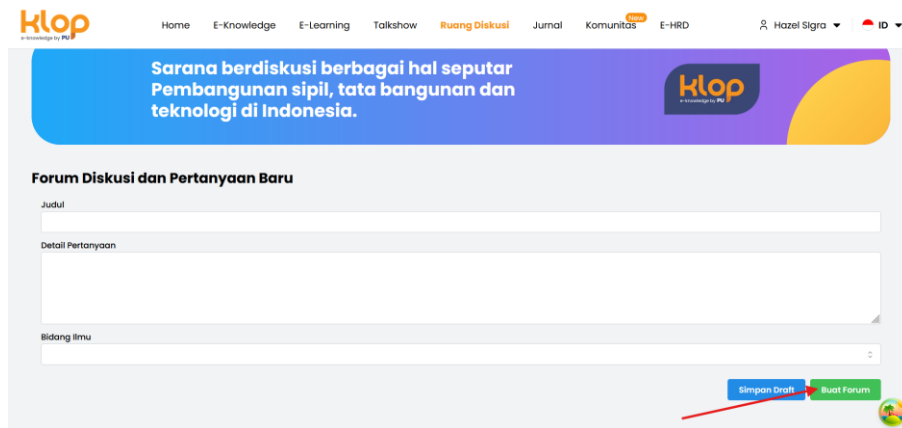 klop
e-knowledge by PU
Home E-Knowledge E-Learning Talkshow Ruang Diskusi Jurnal Komunitas New E-HRD Hazel Sigra ID
Sarana berdiskusi berbagai hal seputar
Pembangunan sipil, tata bangunan dan
teknologi di Indonesia.
klop
e-knowledge by PU
Forum Diskusi dan Pertanyaan Baru
Judul
Detail Pertanyaan
Bidang Ilmu
Simpan Draft Buat Forum